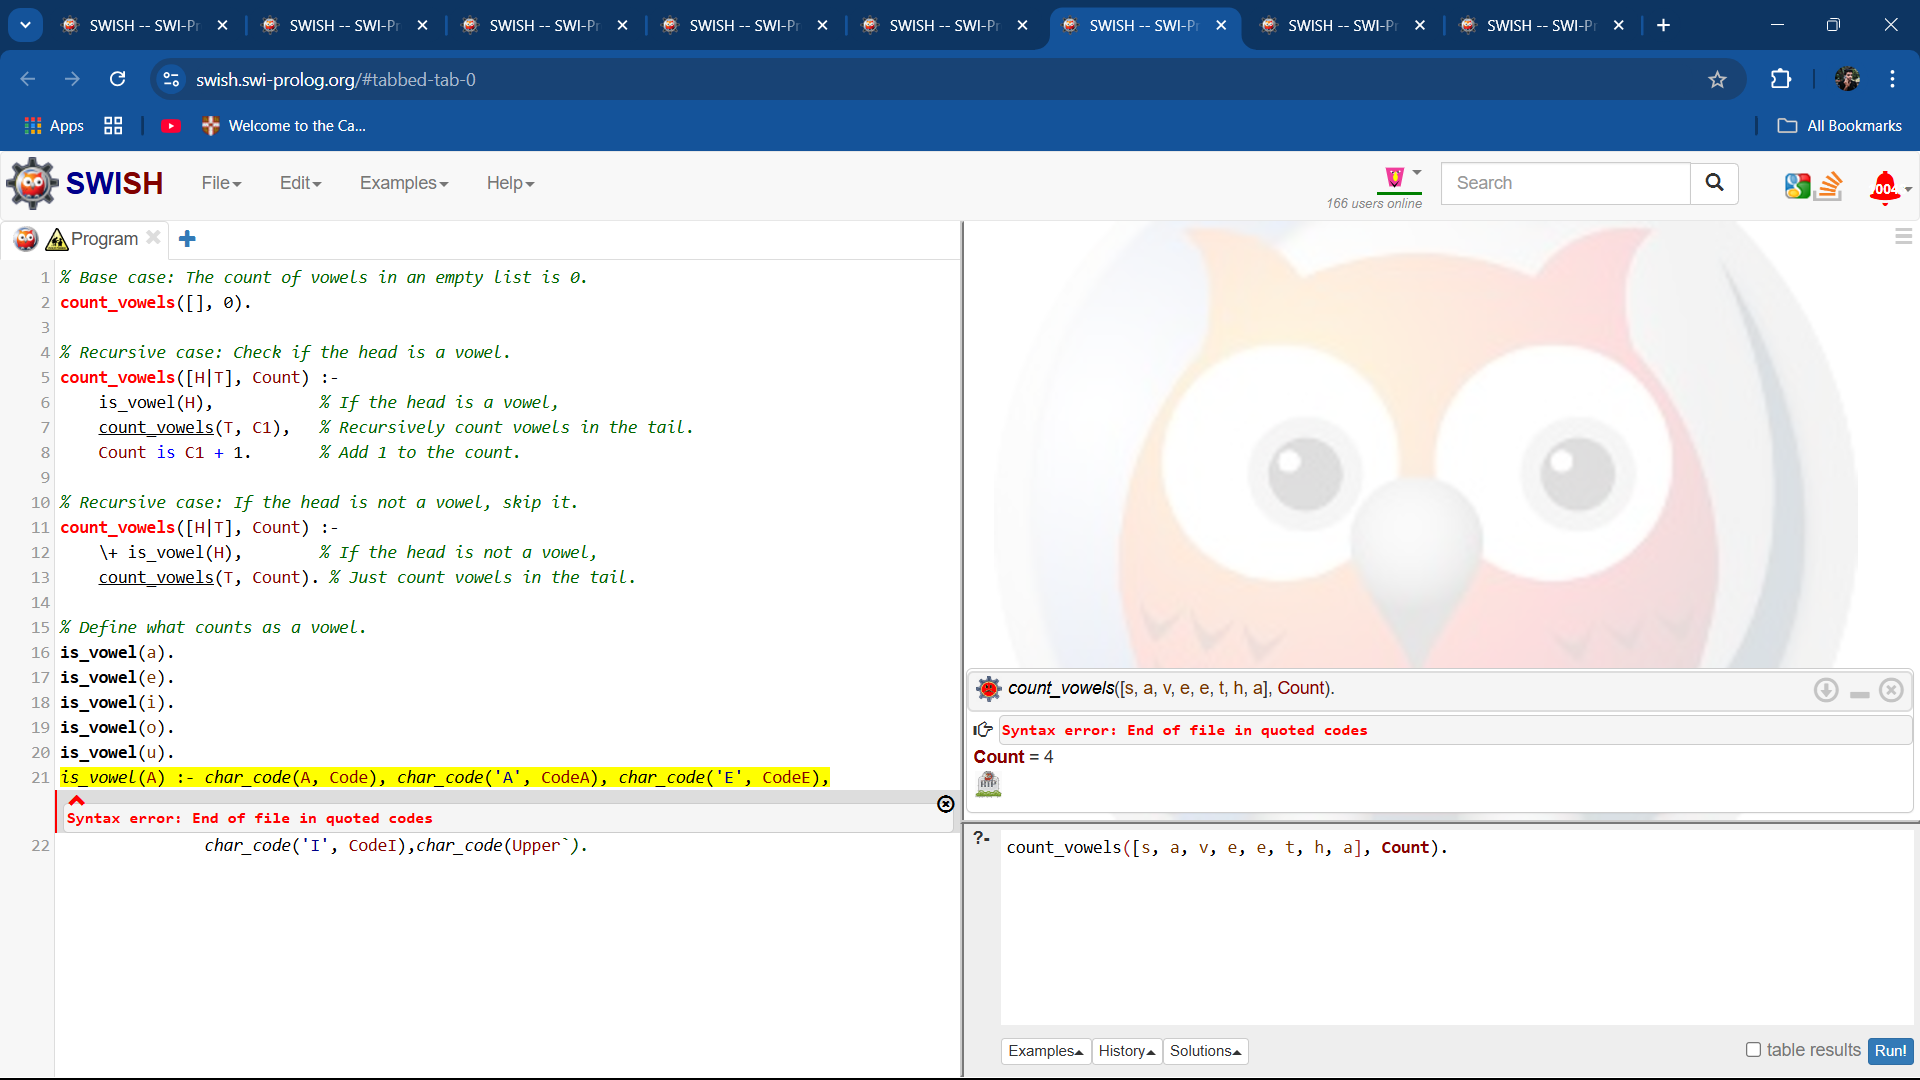 SWISH -- SWI-Pr
SWISH -- SWI-Pr
SWISH -- SWI-Pr
SWISH -- SWI-Pr
SWISH -- SWI-Pr
SWISH -- SWI-Pr
SWISH -- SWI-Pr
SWISH -- SWI-Pr
swish.swi-prolog.org/#tabbed-tab-0
Apps
Welcome to the Ca...
All Bookmarks
SWISH
File
Edit
Examples
Help
166 users online
Search
Program
1 % Base case: The count of vowels in an empty list is 0.
2 count_vowels([], 0).
3
4 % Recursive case: Check if the head is a vowel.
5 count_vowels([H|T], Count) :-
6 is_vowel(H), % If the head is a vowel,
7 count_vowels(T, C1), % Recursively count vowels in the tail.
8 Count is C1 + 1. % Add 1 to the count.
9
10 % Recursive case: If the head is not a vowel, skip it.
11 count_vowels([H|T], Count) :-
12 \+ is_vowel(H), % If the head is not a vowel,
13 count_vowels(T, Count). % Just count vowels in the tail.
14
15 % Define what counts as a vowel.
16 is_vowel(a).
17 is_vowel(e).
18 is_vowel(i).
19 is_vowel(o).
20 is_vowel(u).
21 is_vowel(A) :- char_code(A, Code), char_code('A', CodeA), char_code('E', CodeE),
Syntax error: End of file in quoted codes
22 char_code('I', CodeI),char_code(Upper`).
count_vowels([s, a, v, e, e, t, h, a], Count).
Syntax error: End of file in quoted codes
Count = 4
?- count_vowels([s, a, v, e, e, t, h, a], Count).
Examples
History
Solutions
table results
Run!